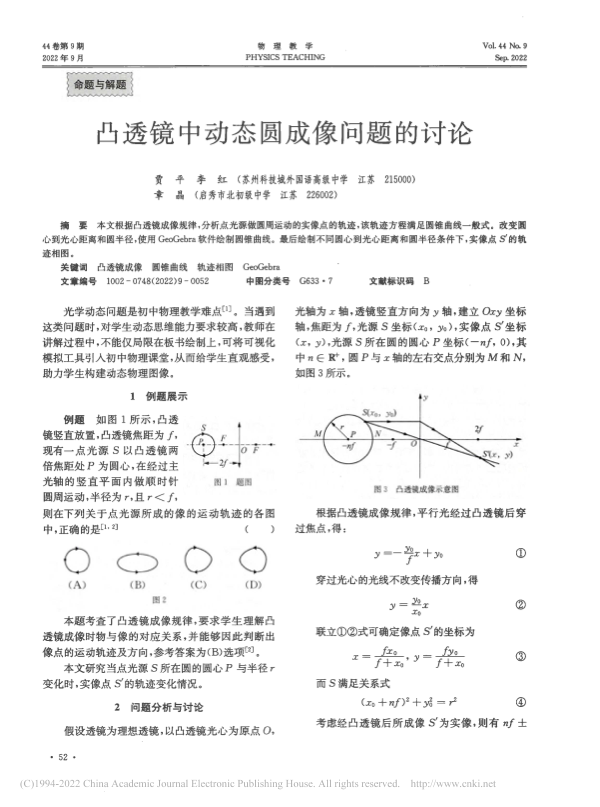 44 卷第 9 期
2022 年 9 月
物 理 教 学
PHYSICS TEACHING
Vol. 44 No. 9
Sep. 2022
命题与解题
凸透镜中动态圆成像问题的讨论
贾 平 李 红 (苏州科技城外国语高级中学 江苏 215000)
章 晶 (启秀市北初级中学 江苏 226002)
摘 要 本文根据凸透镜成像规律,分析点光源做圆周运动的实像点的轨迹,该轨迹方程满足圆锥曲线一般式。改变圆
心到光心距离和圆半径,使用 GeoGebra 软件绘制圆锥曲线。最后绘制不同圆心到光心距离和圆半径条件下,实像点 S′的轨
迹相图。
关键词 凸透镜成像 圆锥曲线 轨迹相图 GeoGebra
文章编号 1002-0748(2022)9-0052 中图分类号 G633・7 文献标识码 B
光学动态问题是初中物理教学难点[1]。当遇到
这类问题时,对学生动态思维能力要求较高,教师在
讲解过程中,不能仅局限在板书绘制上,可将可视化
模拟工具引入初中物理课堂,从而给学生直观感受,
助力学生构建动态物理图像。
1 例题展示
例题 如图 1 所示,凸透
镜竖直放置,凸透镜焦距为 f,
现有一点光源 S 以凸透镜两
倍焦距处 P 为圆心,在经过主
光轴的竖直平面内做顺时针
圆周运动,半径为 r,且 r<f,
S
P
F
O
F
2f
图 1 题图
则在下列关于点光源所成的像的运动轨迹的各图
中,正确的是[1,2] ( )
(A) (B) (C) (D)
图 2
本题考查了凸透镜成像规律,要求学生理解凸
透镜成像时物与像的对应关系,并能够因此判断出
像点的运动轨迹及方向,参考答案为(B)选项[2]。
本文研究当点光源 S 所在圆的圆心 P 与半径 r
变化时,实像点 S′的轨迹变化情况。
2 问题分析与讨论
假设透镜为理想透镜,以凸透镜光心为原点 O,
光轴为 x 轴,透镜竖直方向为 y 轴,建立 Oxy 坐标
轴,焦距为 f,光源 S 坐标(x₀, y₀),实像点 S′坐标
(x, y),光源 S 所在圆的圆心 P 坐标(−nf, 0),其
中 n∈R⁺,圆 P 与 x 轴的左右交点分别为 M 和 N,
如图 3 所示。
y
S(x₀, y₀)
r
M
P
N
-nf
-f
O
f
2f
x
S′(x, y)
图 3 凸透镜成像示意图
根据凸透镜成像规律,平行光经过凸透镜后穿
过焦点,得:
y=−y₀/f x+y₀ ①
穿过光心的光线不改变传播方向,得
y=y₀/x₀ x ②
联立①②式可确定像点 S′的坐标为
x=fx₀/(f+x₀), y=fy₀/(f+x₀) ③
而 S 满足关系式
(x₀+nf)²+y₀²=r² ④
考虑经凸透镜后所成像 S′为实像,则有 nf±
・52・
(C)1994-2022 China Academic Journal Electronic Publishing House. All rights reserved. http://www.cnki.net